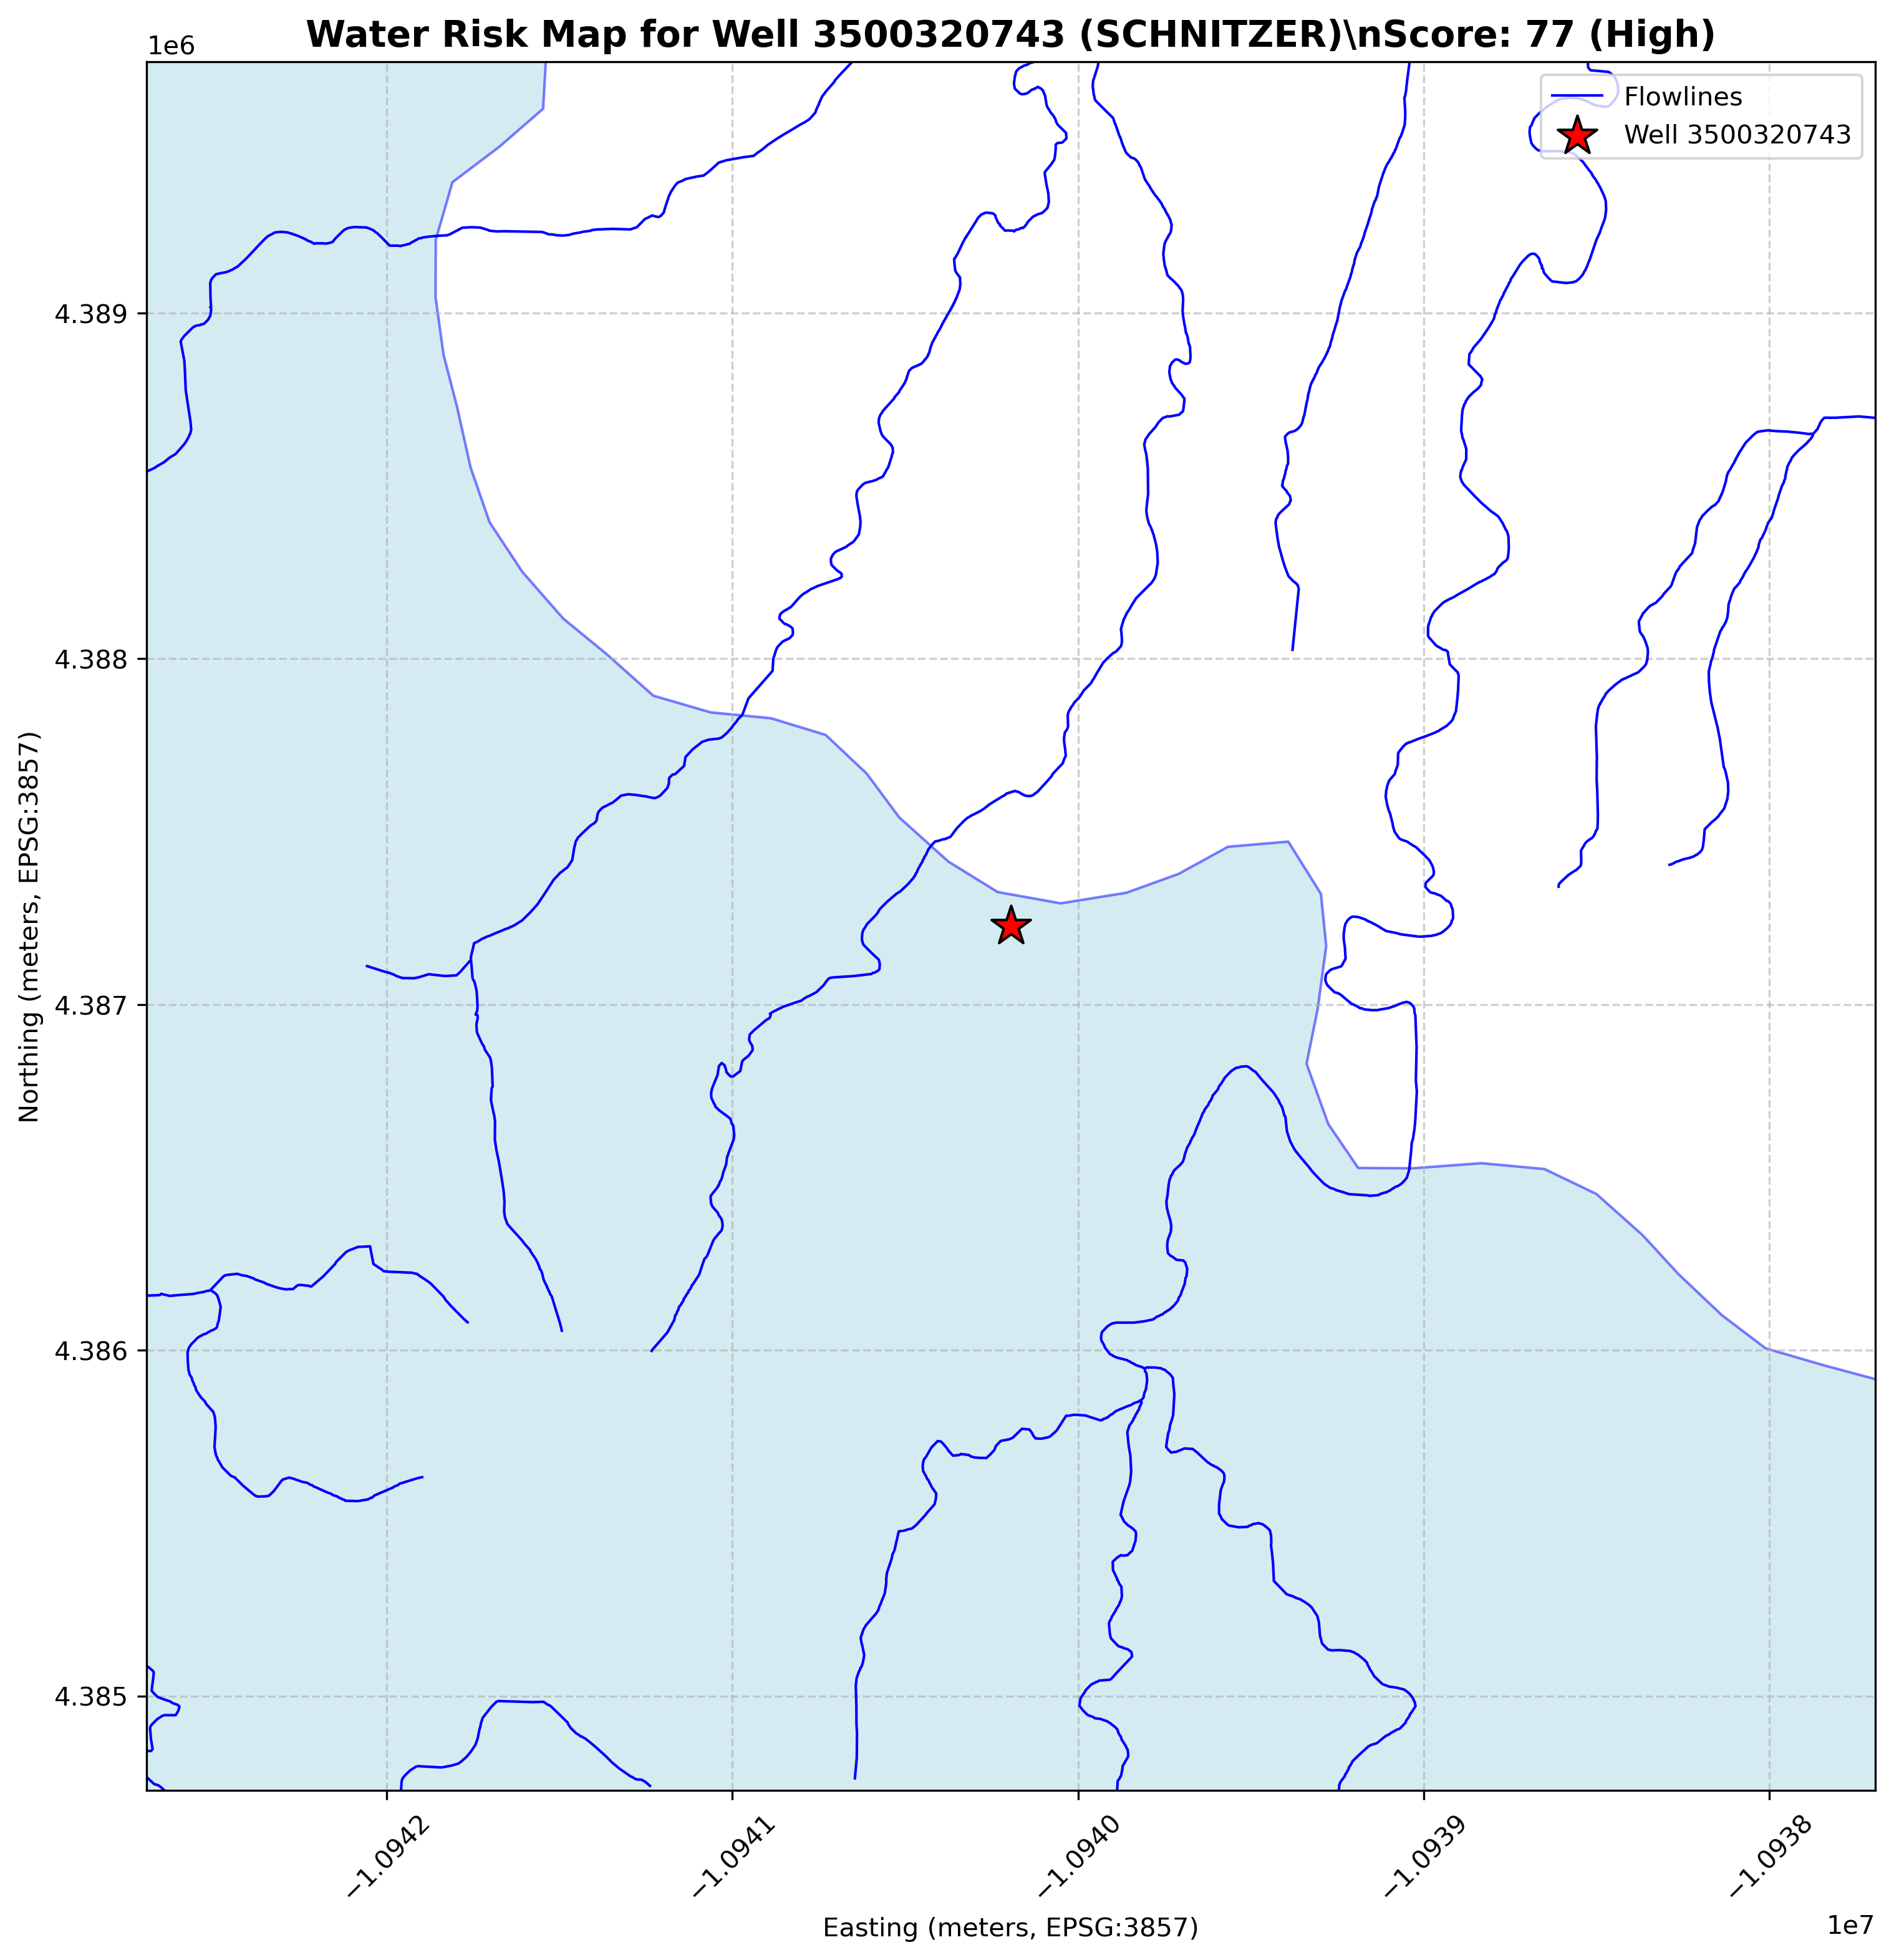 Water Risk Map for Well 3500320743 (SCHNITZER)\nScore: 77 (High)
1e6
Flowlines
Well 3500320743
4.389
4.388
4.387
4.386
4.385
Northing (meters, EPSG:3857)
−1.0942
−1.0941
−1.0940
−1.0939
−1.0938
Easting (meters, EPSG:3857)
1e7